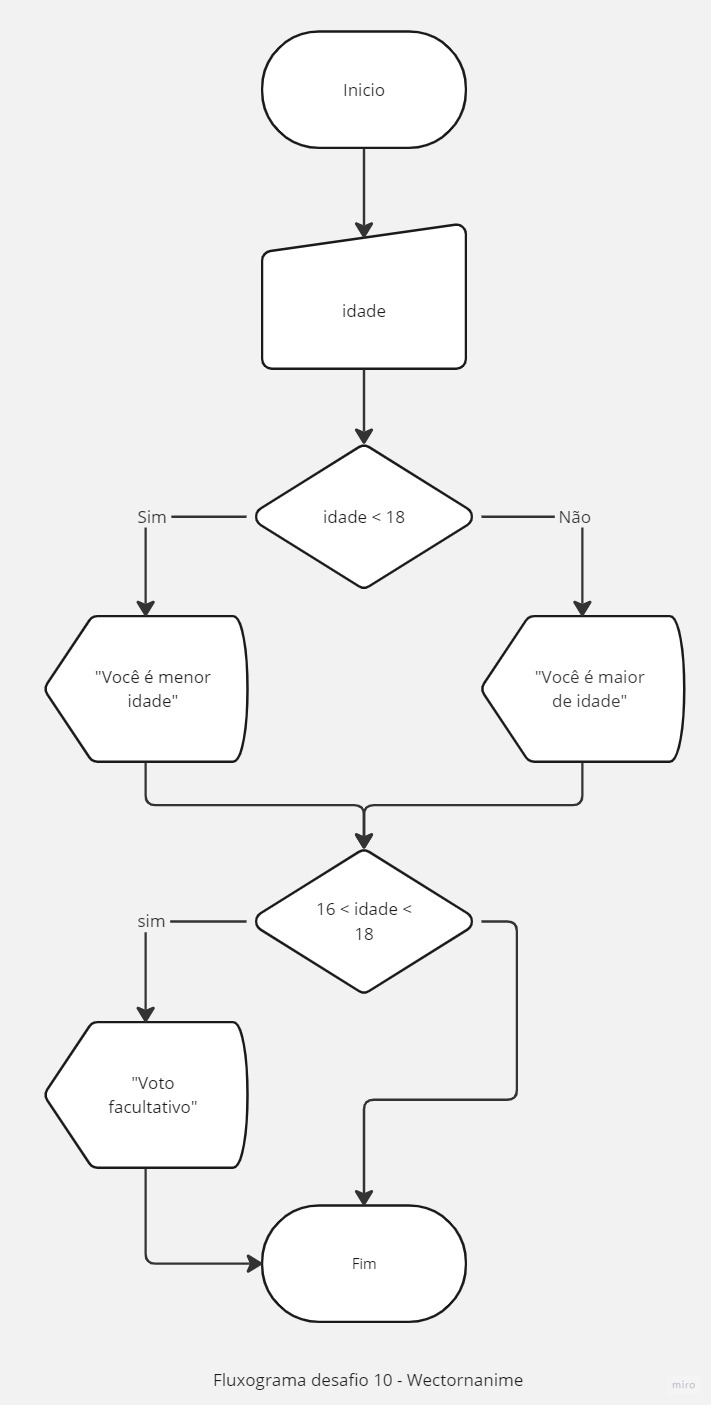 Inicio
idade
idade < 18
Sim
Não
"Você é menor
idade"
"Você é maior
de idade"
16 < idade <
18
sim
"Voto
facultativo"
Fim
Fluxograma desafio 10 - Wectornanime
miro